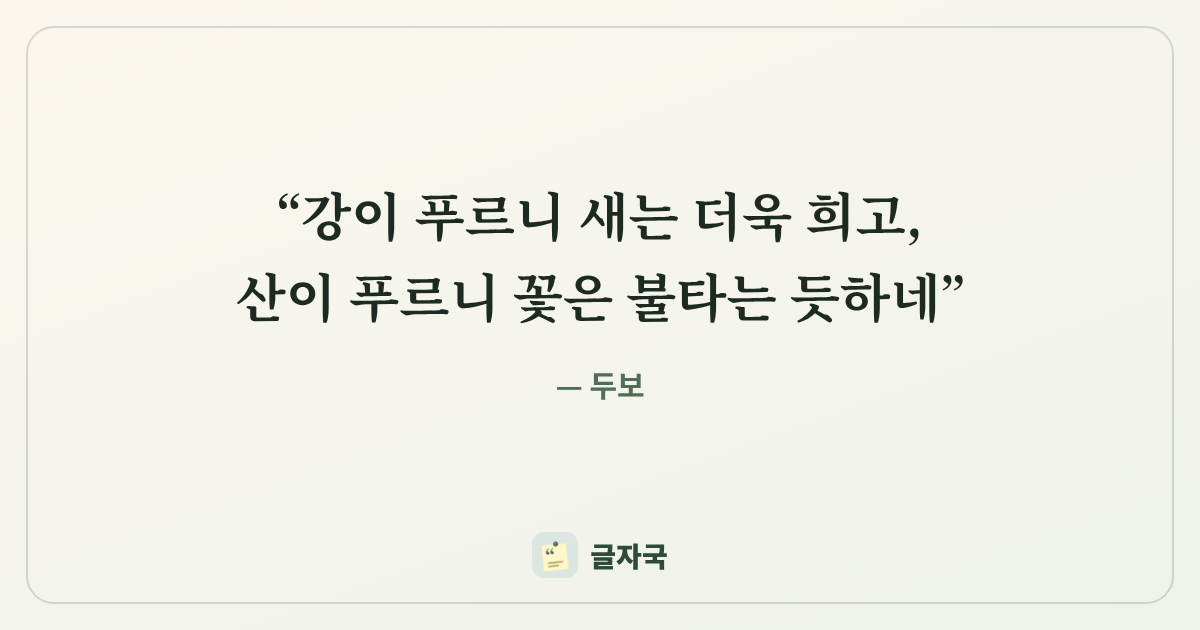 “강이 푸르니 새는 더욱 희고,
산이 푸르니 꽃은 불타는 듯하네”
— 두보
글자국